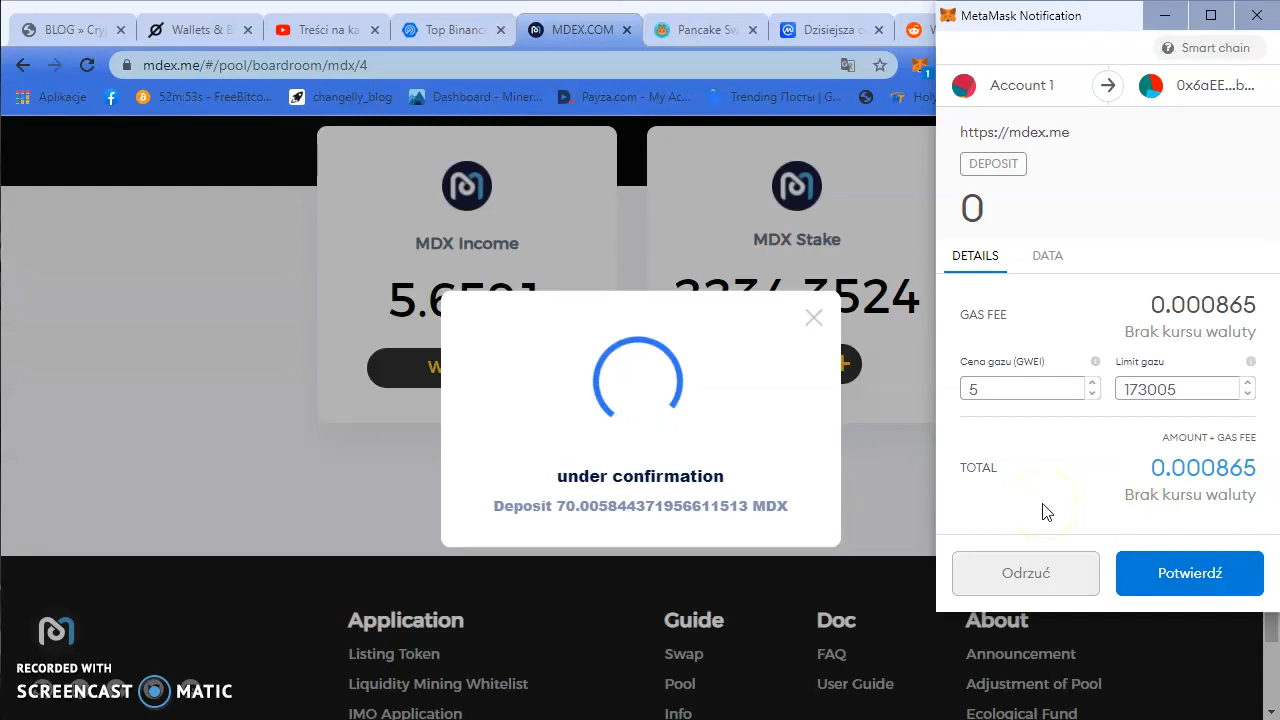 BLOG » Cryp
Wallets & BA
Treści na ka
Top Binanc
MDEX.COM
Pancake Sw
Dzisiejsza c
W
MetaMask Notification
mdex.me/#/pool/boardroom/mdx/4
1
Aplikacje
52m:53s - FreeBitco...
changelly_blog
Dashboard - Miner...
Payza.com - My Ac...
Trending Посты | G...
Holy
Smart chain
Account 1
0x6aEE...b...
https://mdex.me
DEPOSIT
0
DETAILS
DATA
GAS FEE
0.000865
Brak kursu waluty
Cena gazu (GWEI)
Limit gazu
5
173005
AMOUNT + GAS FEE
TOTAL
0.000865
Brak kursu waluty
Odrzuć
Potwierdź
MDX Income
MDX Stake
W
+
under confirmation
Deposit 70.005844371956611513 MDX
Application
Guide
Doc
About
Listing Token
Swap
FAQ
Announcement
Liquidity Mining Whitelist
Pool
User Guide
Adjustment of Pool
IMO Application
Info
Ecological Fund
RECORDED WITH
SCREENCAST MATIC